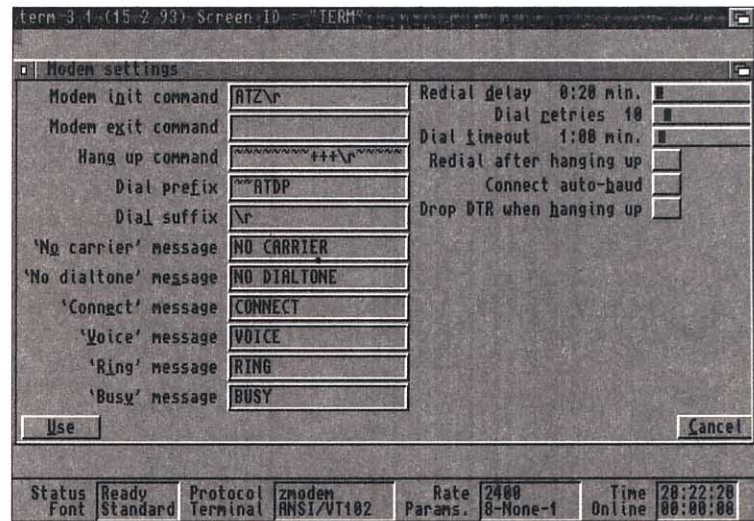 term 3.1 (15.2.93) Screen ID = "TERM"
Modem settings
Modem init command ATZ\r
Modem exit command
Hang up command ~~~~~~~~+++\r~~~~~
Dial prefix ~~ATDP
Dial suffix \r
'No carrier' message NO CARRIER
'No dialtone' message NO DIALTONE
'Connect' message CONNECT
'Voice' message VOICE
'Ring' message RING
'Busy' message BUSY
Redial delay 0:20 min.
Dial retries 10
Dial timeout 1:00 min.
Redial after hanging up
Connect auto-baud
Drop DTR when hanging up
Use
Cancel
Status Ready Protocol zmodem Rate 2400 Time 20:22:20
Font Standard Terminal ANSI/VT102 Params. 8-None-1 Online 00:00:00